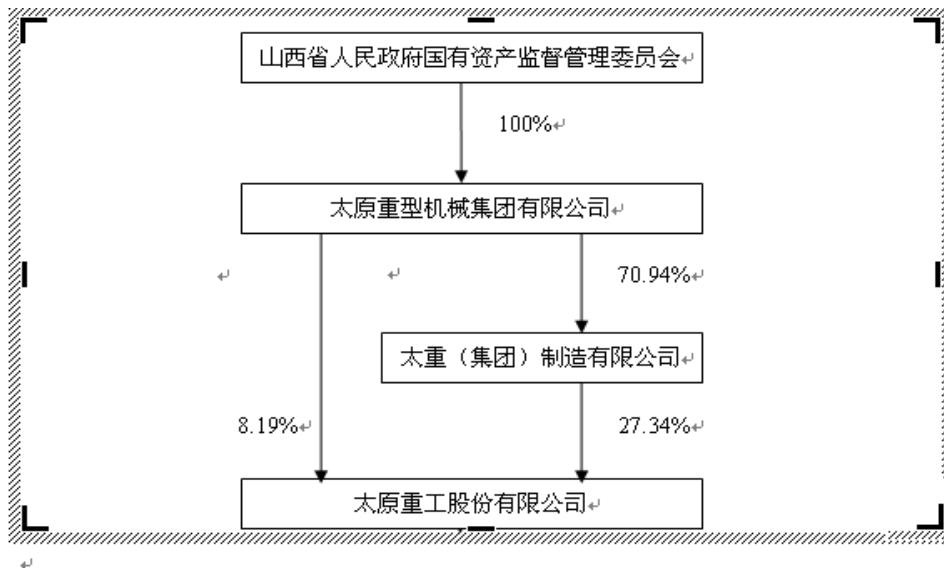 山西省人民政府国有资产监督管理委员会
100%
太原重型机械集团有限公司
70.94%
太重（集团）制造有限公司
8.19%
27.34%
太原重工股份有限公司